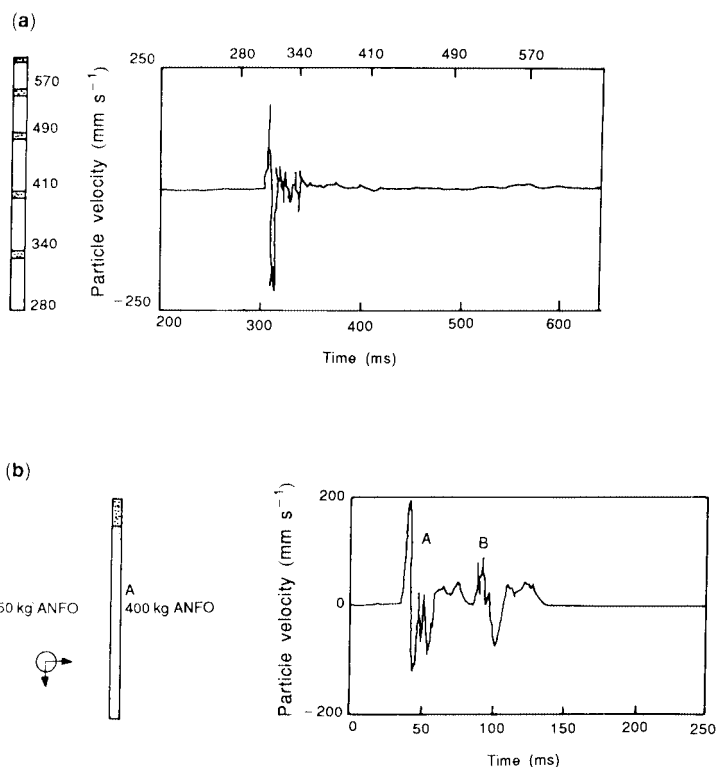 (a)
280 340 410 490 570
570
490
410
340
280
Particle velocity (mm s⁻¹)
250
−250
200 300 400 500 600
Time (ms)
(b)
A
50 kg ANFO
400 kg ANFO
Particle velocity (mm s⁻¹)
200
0
−200
A B
0 50 100 150 200 250
Time (ms)